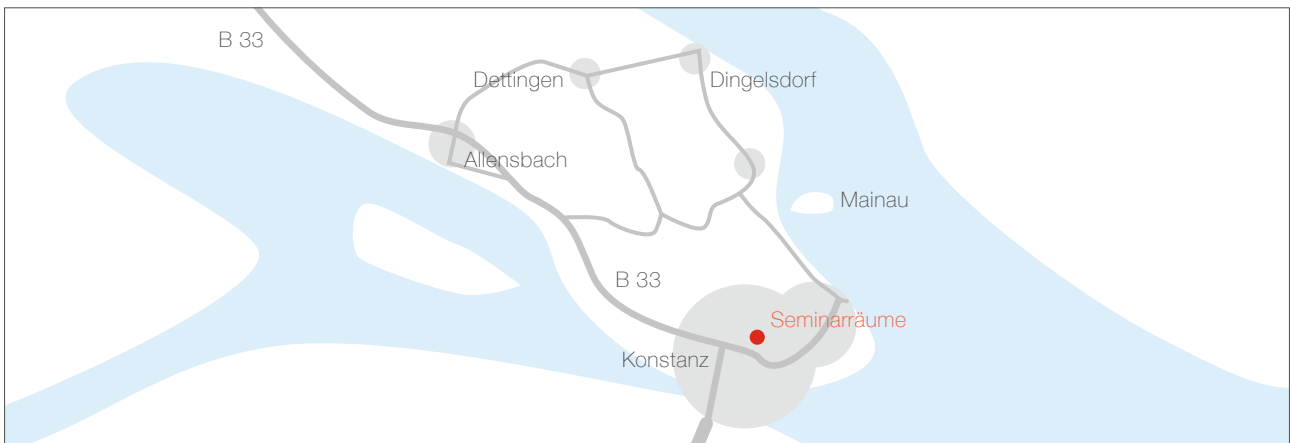 B 33
Dettingen
Dingelsdorf
Allensbach
Mainau
B 33
Seminarräume
Konstanz